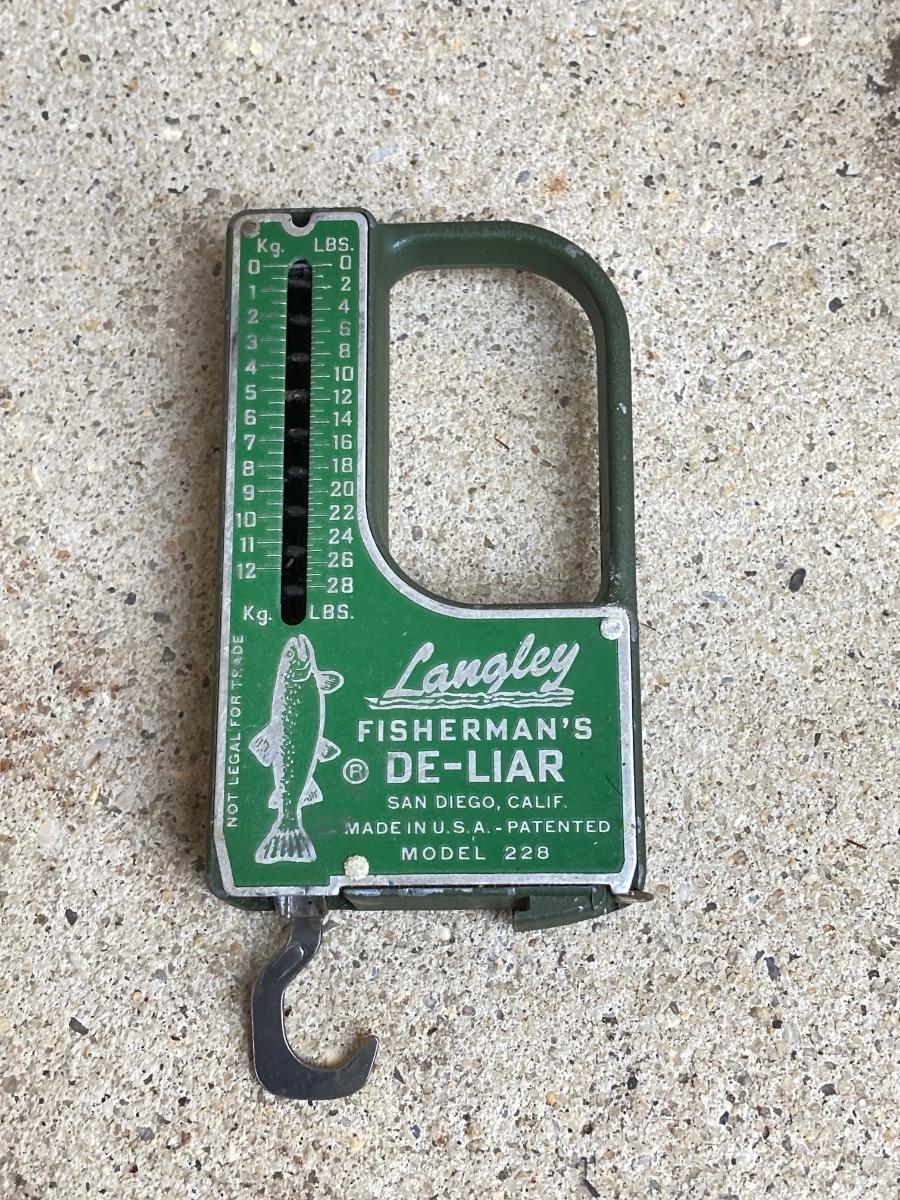 Kg. LBS.
0 0
1 2
2 4
3 6
4 8
5 10
6 12
7 14
8 16
9 18
10 20
11 22
12 24
26
28
Kg. LBS.
NOT LEGAL FOR TRADE
Langley
FISHERMAN'S
® DE-LIAR
SAN DIEGO, CALIF.
MADE IN U.S.A. - PATENTED
MODEL 228